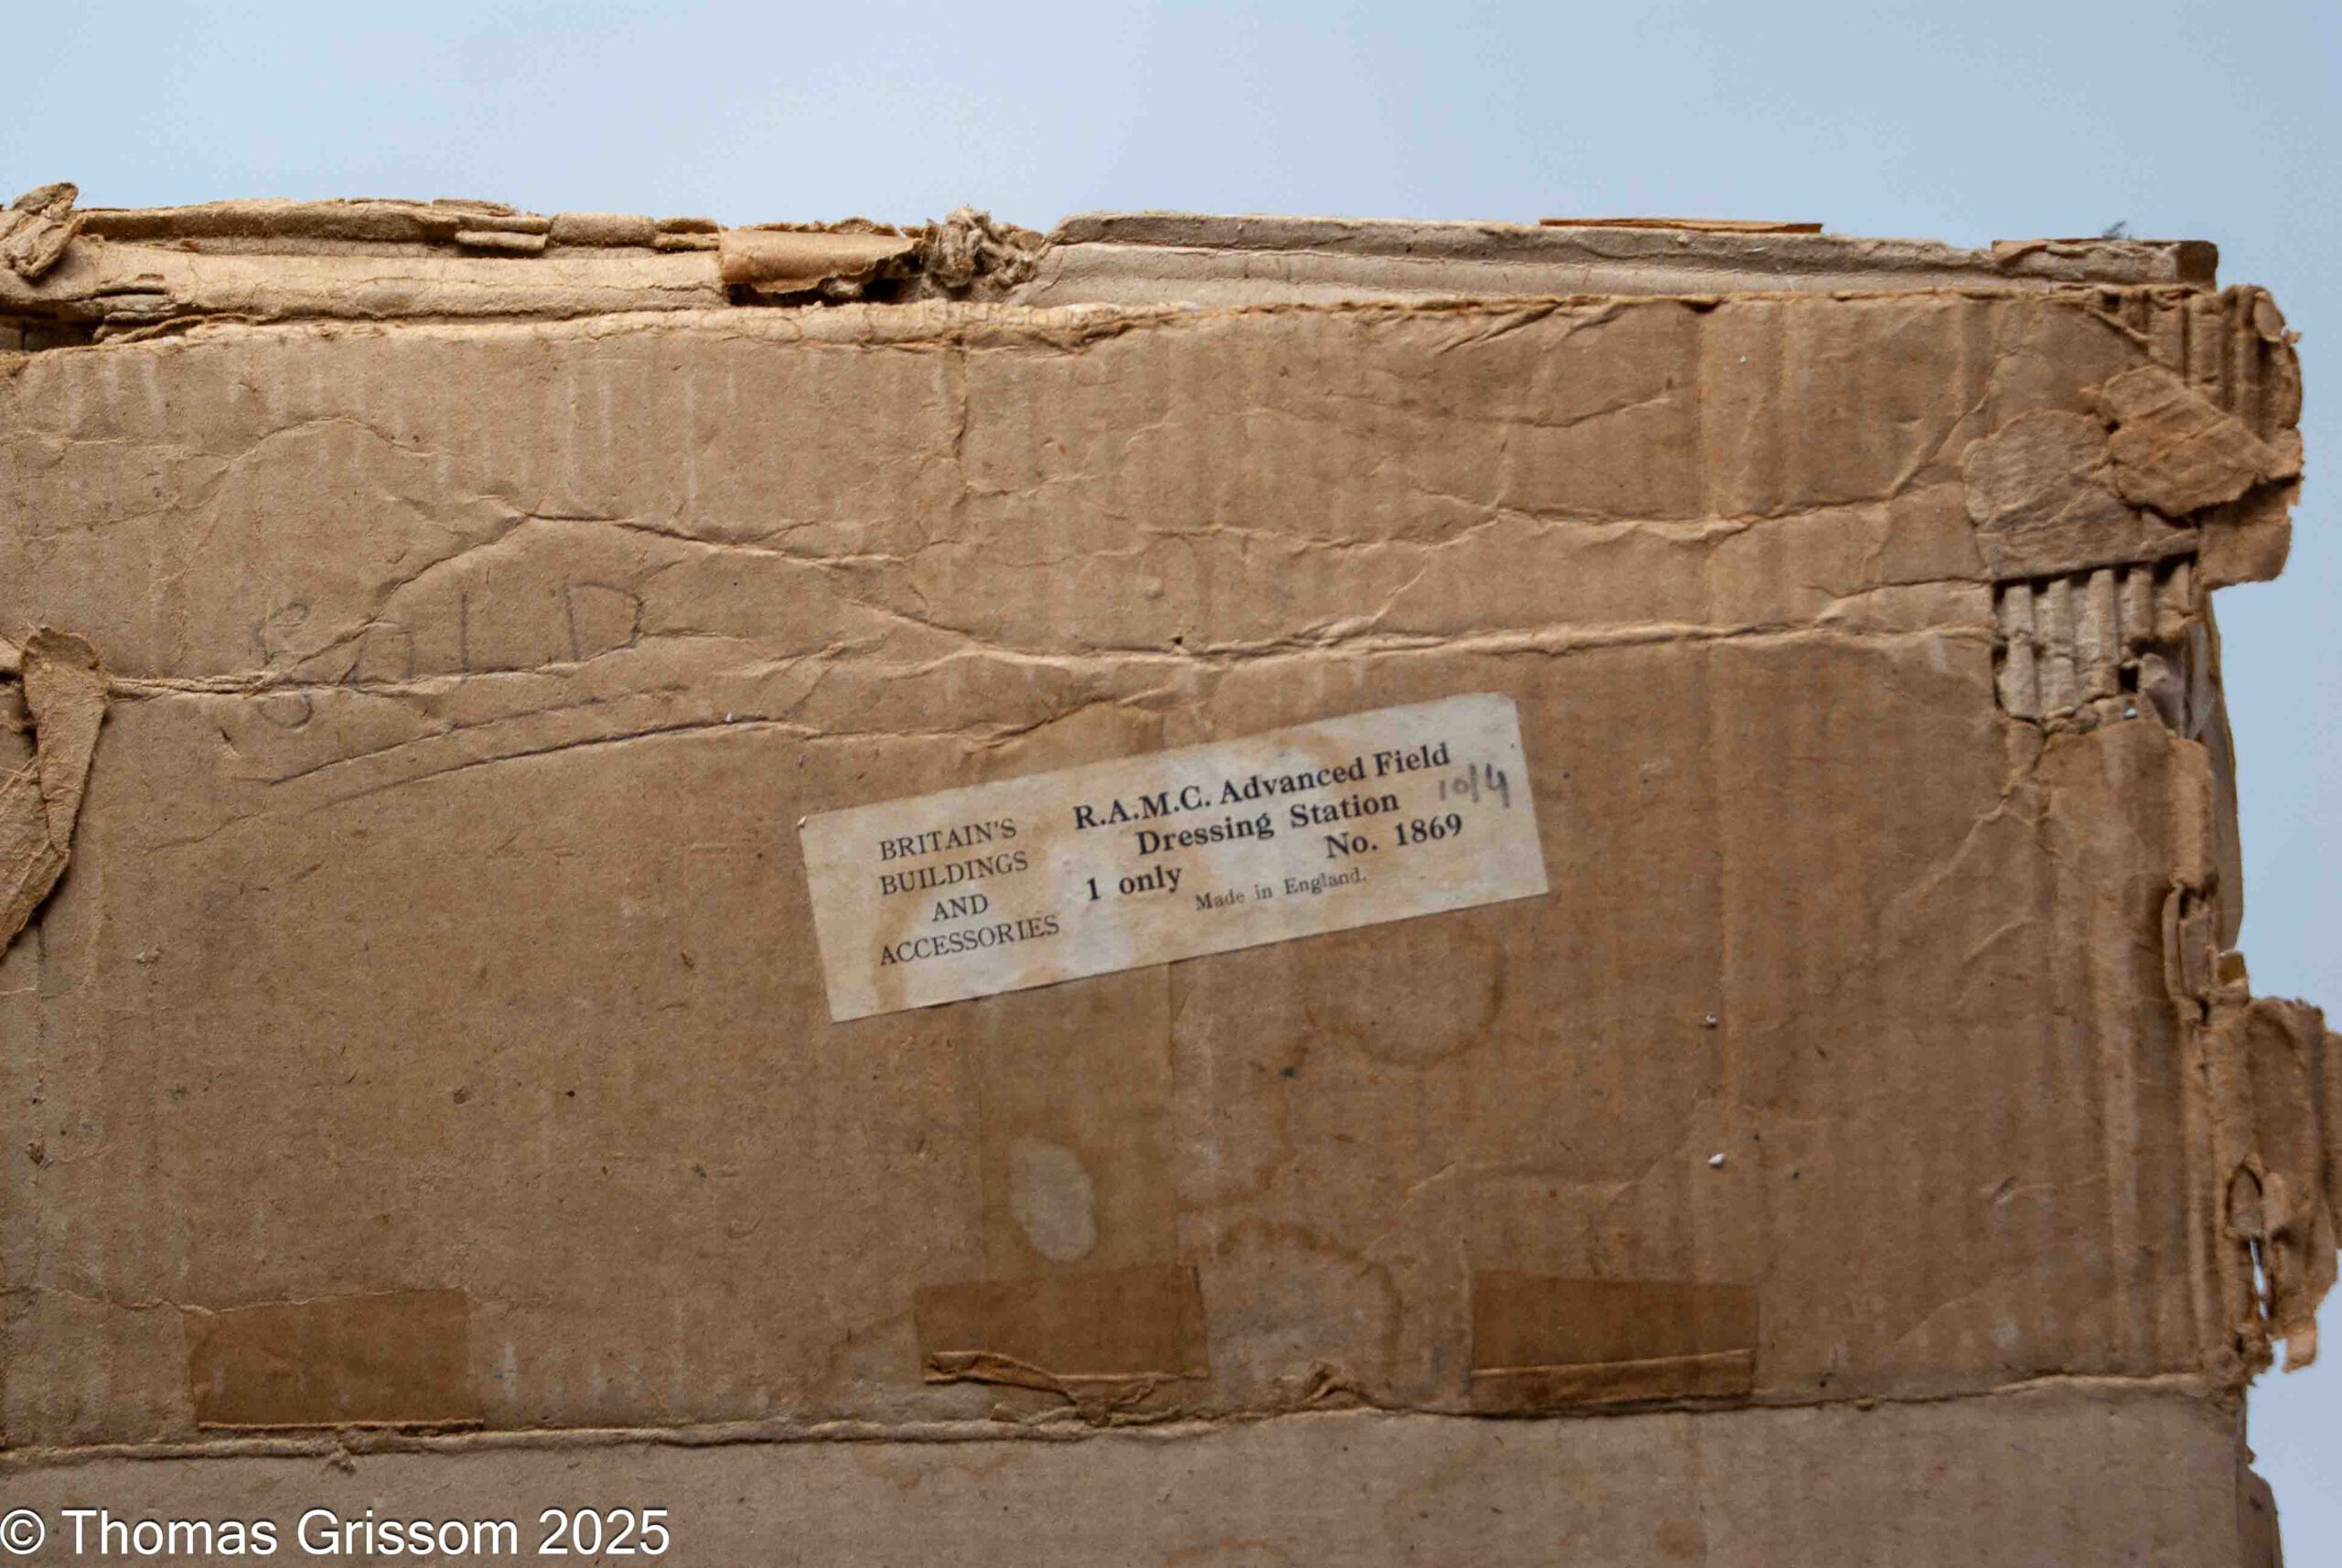 SOLD
BRITAIN'S
BUILDINGS
AND
ACCESSORIES
R.A.M.C. Advanced Field
Dressing Station 10/4
1 only No. 1869
Made in England.
© Thomas Grissom 2025